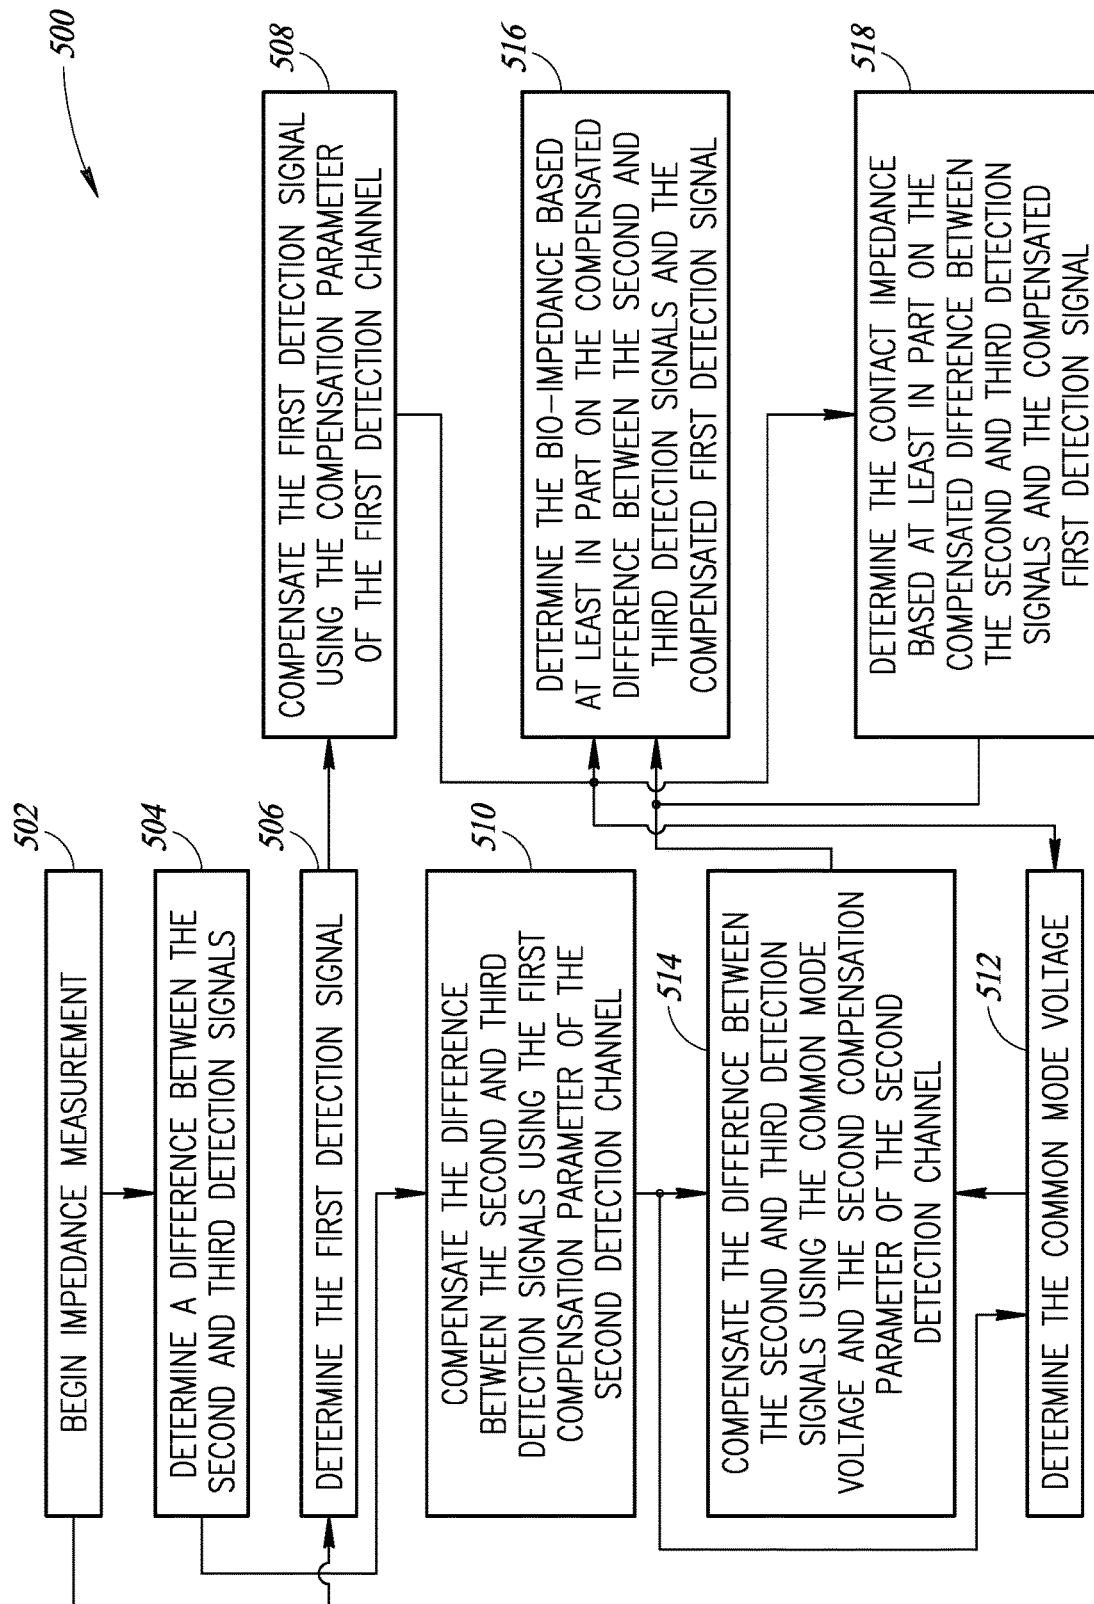 500
502
BEGIN IMPEDANCE MEASUREMENT
504
DETERMINE A DIFFERENCE BETWEEN THE
SECOND AND THIRD DETECTION SIGNALS
506
DETERMINE THE FIRST DETECTION SIGNAL
508
COMPENSATE THE FIRST DETECTION SIGNAL
USING THE COMPENSATION PARAMETER
OF THE FIRST DETECTION CHANNEL
510
COMPENSATE THE DIFFERENCE
BETWEEN THE SECOND AND THIRD
DETECTION SIGNALS USING THE FIRST
COMPENSATION PARAMETER OF THE
SECOND DETECTION CHANNEL
514
COMPENSATE THE DIFFERENCE BETWEEN
THE SECOND AND THIRD DETECTION
SIGNALS USING THE COMMON MODE
VOLTAGE AND THE SECOND COMPENSATION
PARAMETER OF THE SECOND
DETECTION CHANNEL
512
DETERMINE THE COMMON MODE VOLTAGE
516
DETERMINE THE BIO-IMPEDANCE BASED
AT LEAST IN PART ON THE COMPENSATED
DIFFERENCE BETWEEN THE SECOND AND
THIRD DETECTION SIGNALS AND THE
COMPENSATED FIRST DETECTION SIGNAL
518
DETERMINE THE CONTACT IMPEDANCE
BASED AT LEAST IN PART ON THE
COMPENSATED DIFFERENCE BETWEEN
THE SECOND AND THIRD DETECTION
SIGNALS AND THE COMPENSATED
FIRST DETECTION SIGNAL